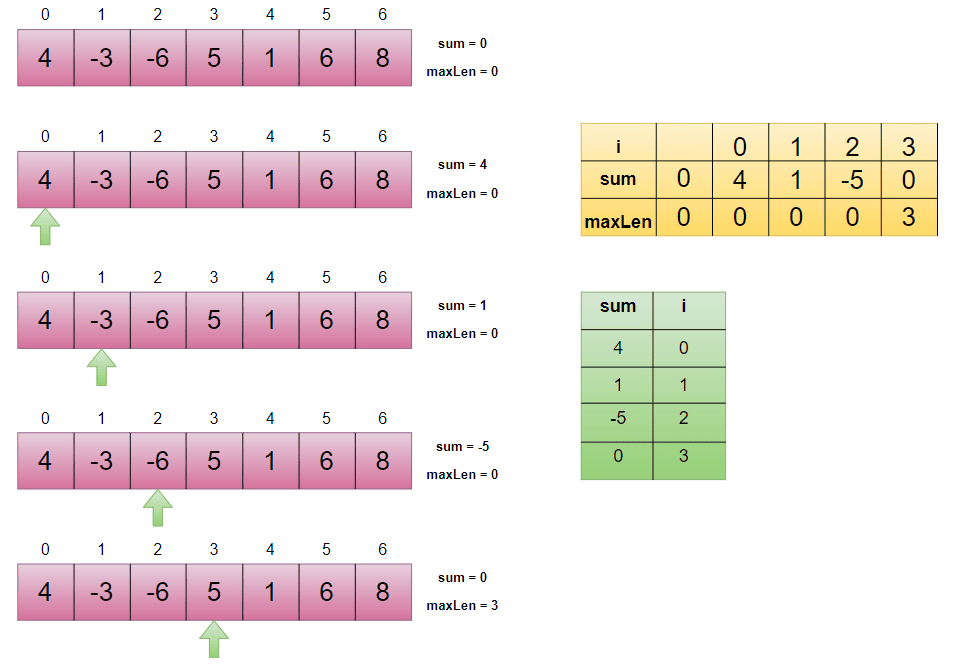 0 1 2 3 4 5 6
4 -3 -6 5 1 6 8
sum = 0
maxLen = 0
0 1 2 3 4 5 6
4 -3 -6 5 1 6 8
sum = 4
maxLen = 0
0 1 2 3 4 5 6
4 -3 -6 5 1 6 8
sum = 1
maxLen = 0
0 1 2 3 4 5 6
4 -3 -6 5 1 6 8
sum = -5
maxLen = 0
0 1 2 3 4 5 6
4 -3 -6 5 1 6 8
sum = 0
maxLen = 3
i 0 1 2 3
sum 0 4 1 -5 0
maxLen 0 0 0 0 3
sum i
4 0
1 1
-5 2
0 3